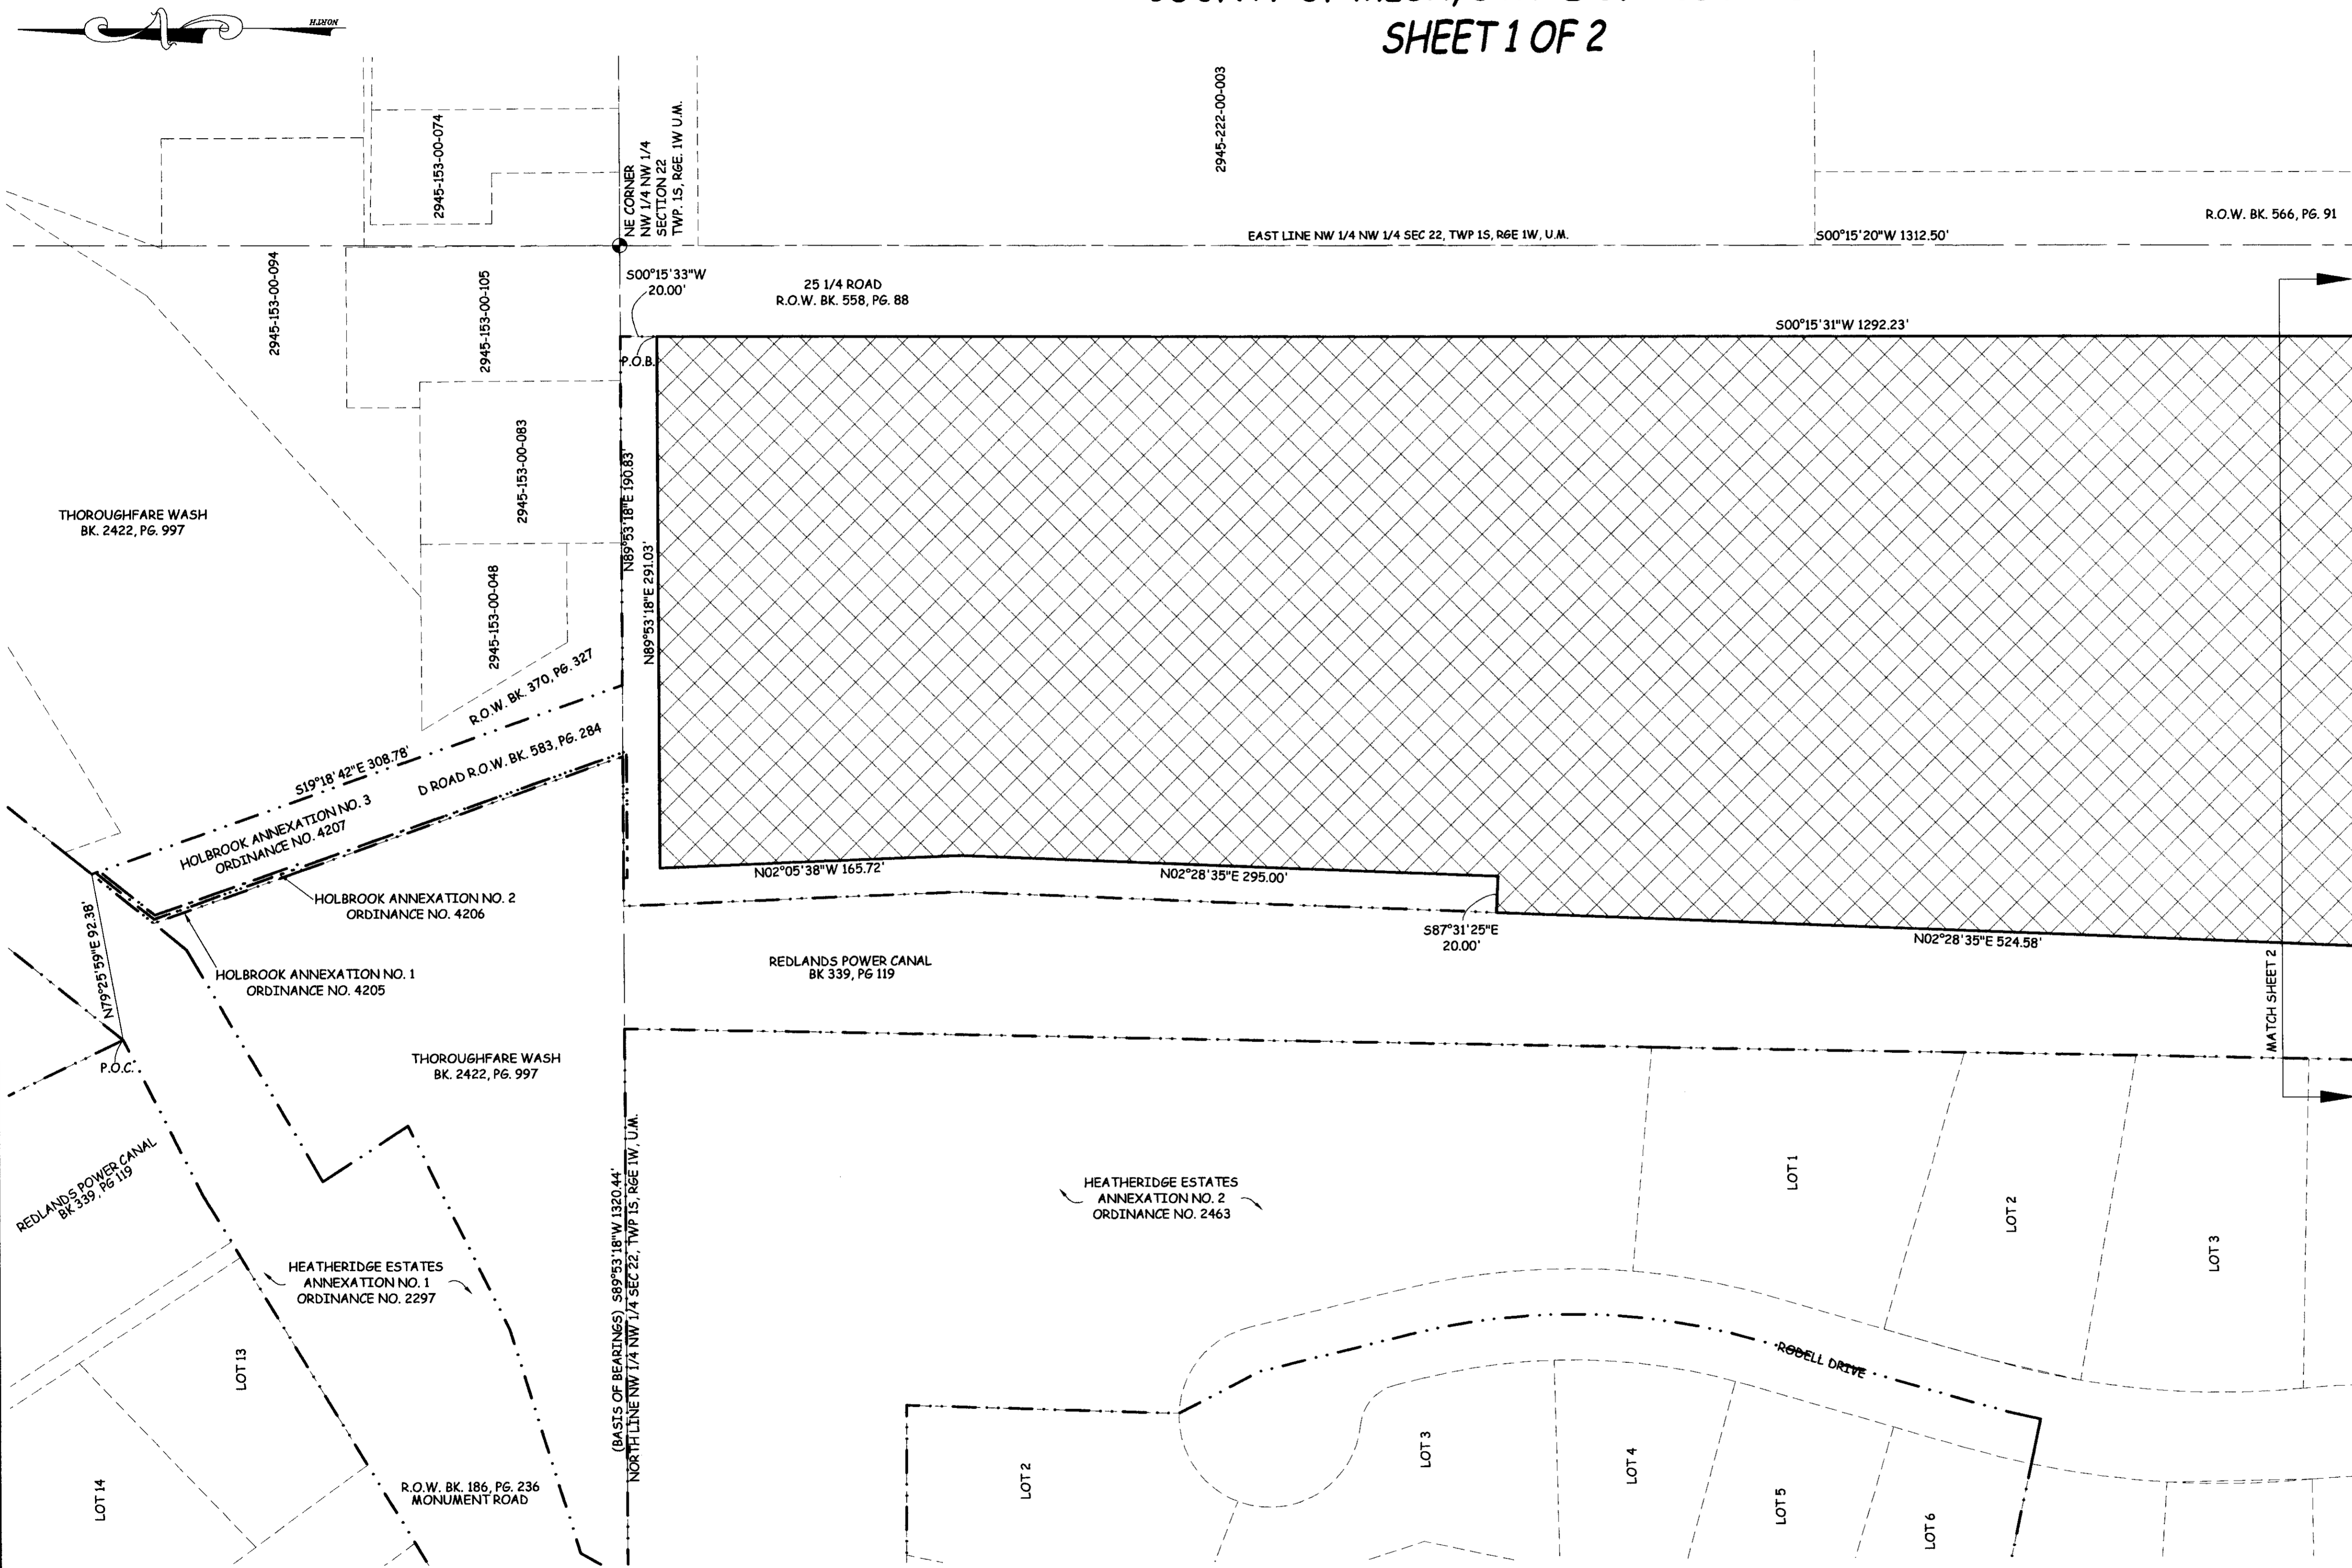 SHEET 1 OF 2
NORTH
2945-153-00-074
NE CORNER
NW 1/4 NW 1/4
SECTION 22
TWP. 1S, RGE. 1W U.M.
2945-222-00-003
R.O.W. BK. 566, PG. 91
EAST LINE NW 1/4 NW 1/4 SEC 22, TWP 1S, RGE 1W, U.M.
S00°15'20"W 1312.50'
2945-153-00-094
2945-153-00-105
S00°15'33"W
20.00'
25 1/4 ROAD
R.O.W. BK. 558, PG. 88
S00°15'31"W 1292.23'
P.O.B.
2945-153-00-083
N89°53'18"E 190.83'
N89°53'18"E 291.03'
THOROUGHFARE WASH
BK. 2422, PG. 997
2945-153-00-048
R.O.W. BK. 370, PG. 327
D ROAD R.O.W. BK. 583, PG. 284
S19°18'42"E 308.78'
HOLBROOK ANNEXATION NO. 3
ORDINANCE NO. 4207
N02°05'38"W 165.72'
N02°28'35"E 295.00'
HOLBROOK ANNEXATION NO. 2
ORDINANCE NO. 4206
S87°31'25"E
20.00'
N02°28'35"E 524.58'
N79°25'59"E 92.38'
HOLBROOK ANNEXATION NO. 1
ORDINANCE NO. 4205
REDLANDS POWER CANAL
BK 339, PG 119
MATCH SHEET 2
P.O.C.
THOROUGHFARE WASH
BK. 2422, PG. 997
REDLANDS POWER CANAL
BK 339, PG 119
(BASIS OF BEARINGS) S89°53'18"W 1320.44'
NORTH LINE NW 1/4 NW 1/4 SEC 22, TWP 1S, RGE 1W, U.M.
HEATHERIDGE ESTATES
ANNEXATION NO. 2
ORDINANCE NO. 2463
LOT 1
LOT 2
LOT 3
HEATHERIDGE ESTATES
ANNEXATION NO. 1
ORDINANCE NO. 2297
LOT 13
RODELL DRIVE
LOT 14
R.O.W. BK. 186, PG. 236
MONUMENT ROAD
LOT 2
LOT 3
LOT 4
LOT 5
LOT 6